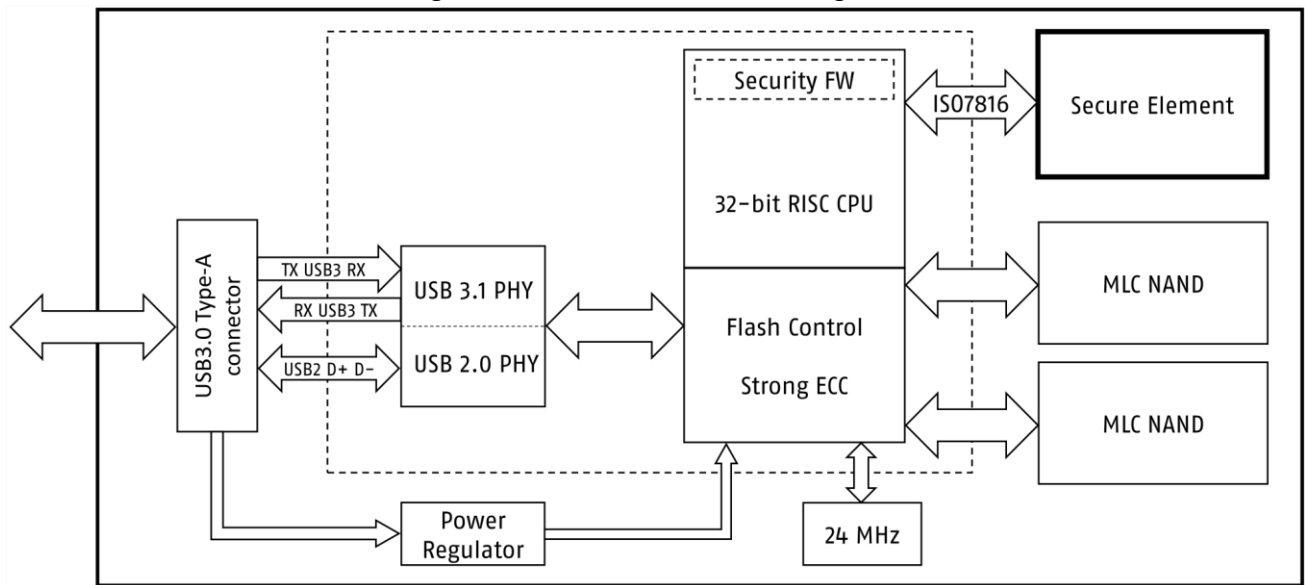 Security FW
ISO7816
Secure Element
32-bit RISC CPU
USB3.0 Type-A
connector
TX USB3 RX
RX USB3 TX
USB2 D+ D-
USB 3.1 PHY
USB 2.0 PHY
Flash Control
Strong ECC
MLC NAND
MLC NAND
Power
Regulator
24 MHz